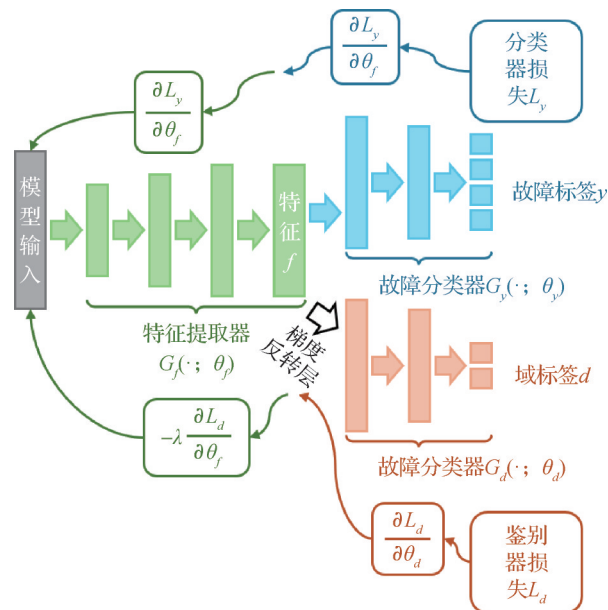 ∂L_y/∂θ_f
∂L_y/∂θ_f
分类
器损
失L_y
模型输入
特征f
故障标签y
故障分类器G_y(·；θ_y)
特征提取器
G_f(·；θ_f)
梯度
反转层
域标签d
故障分类器G_d(·；θ_d)
−λ ∂L_d/∂θ_f
∂L_d/∂θ_d
鉴别
器损
失L_d